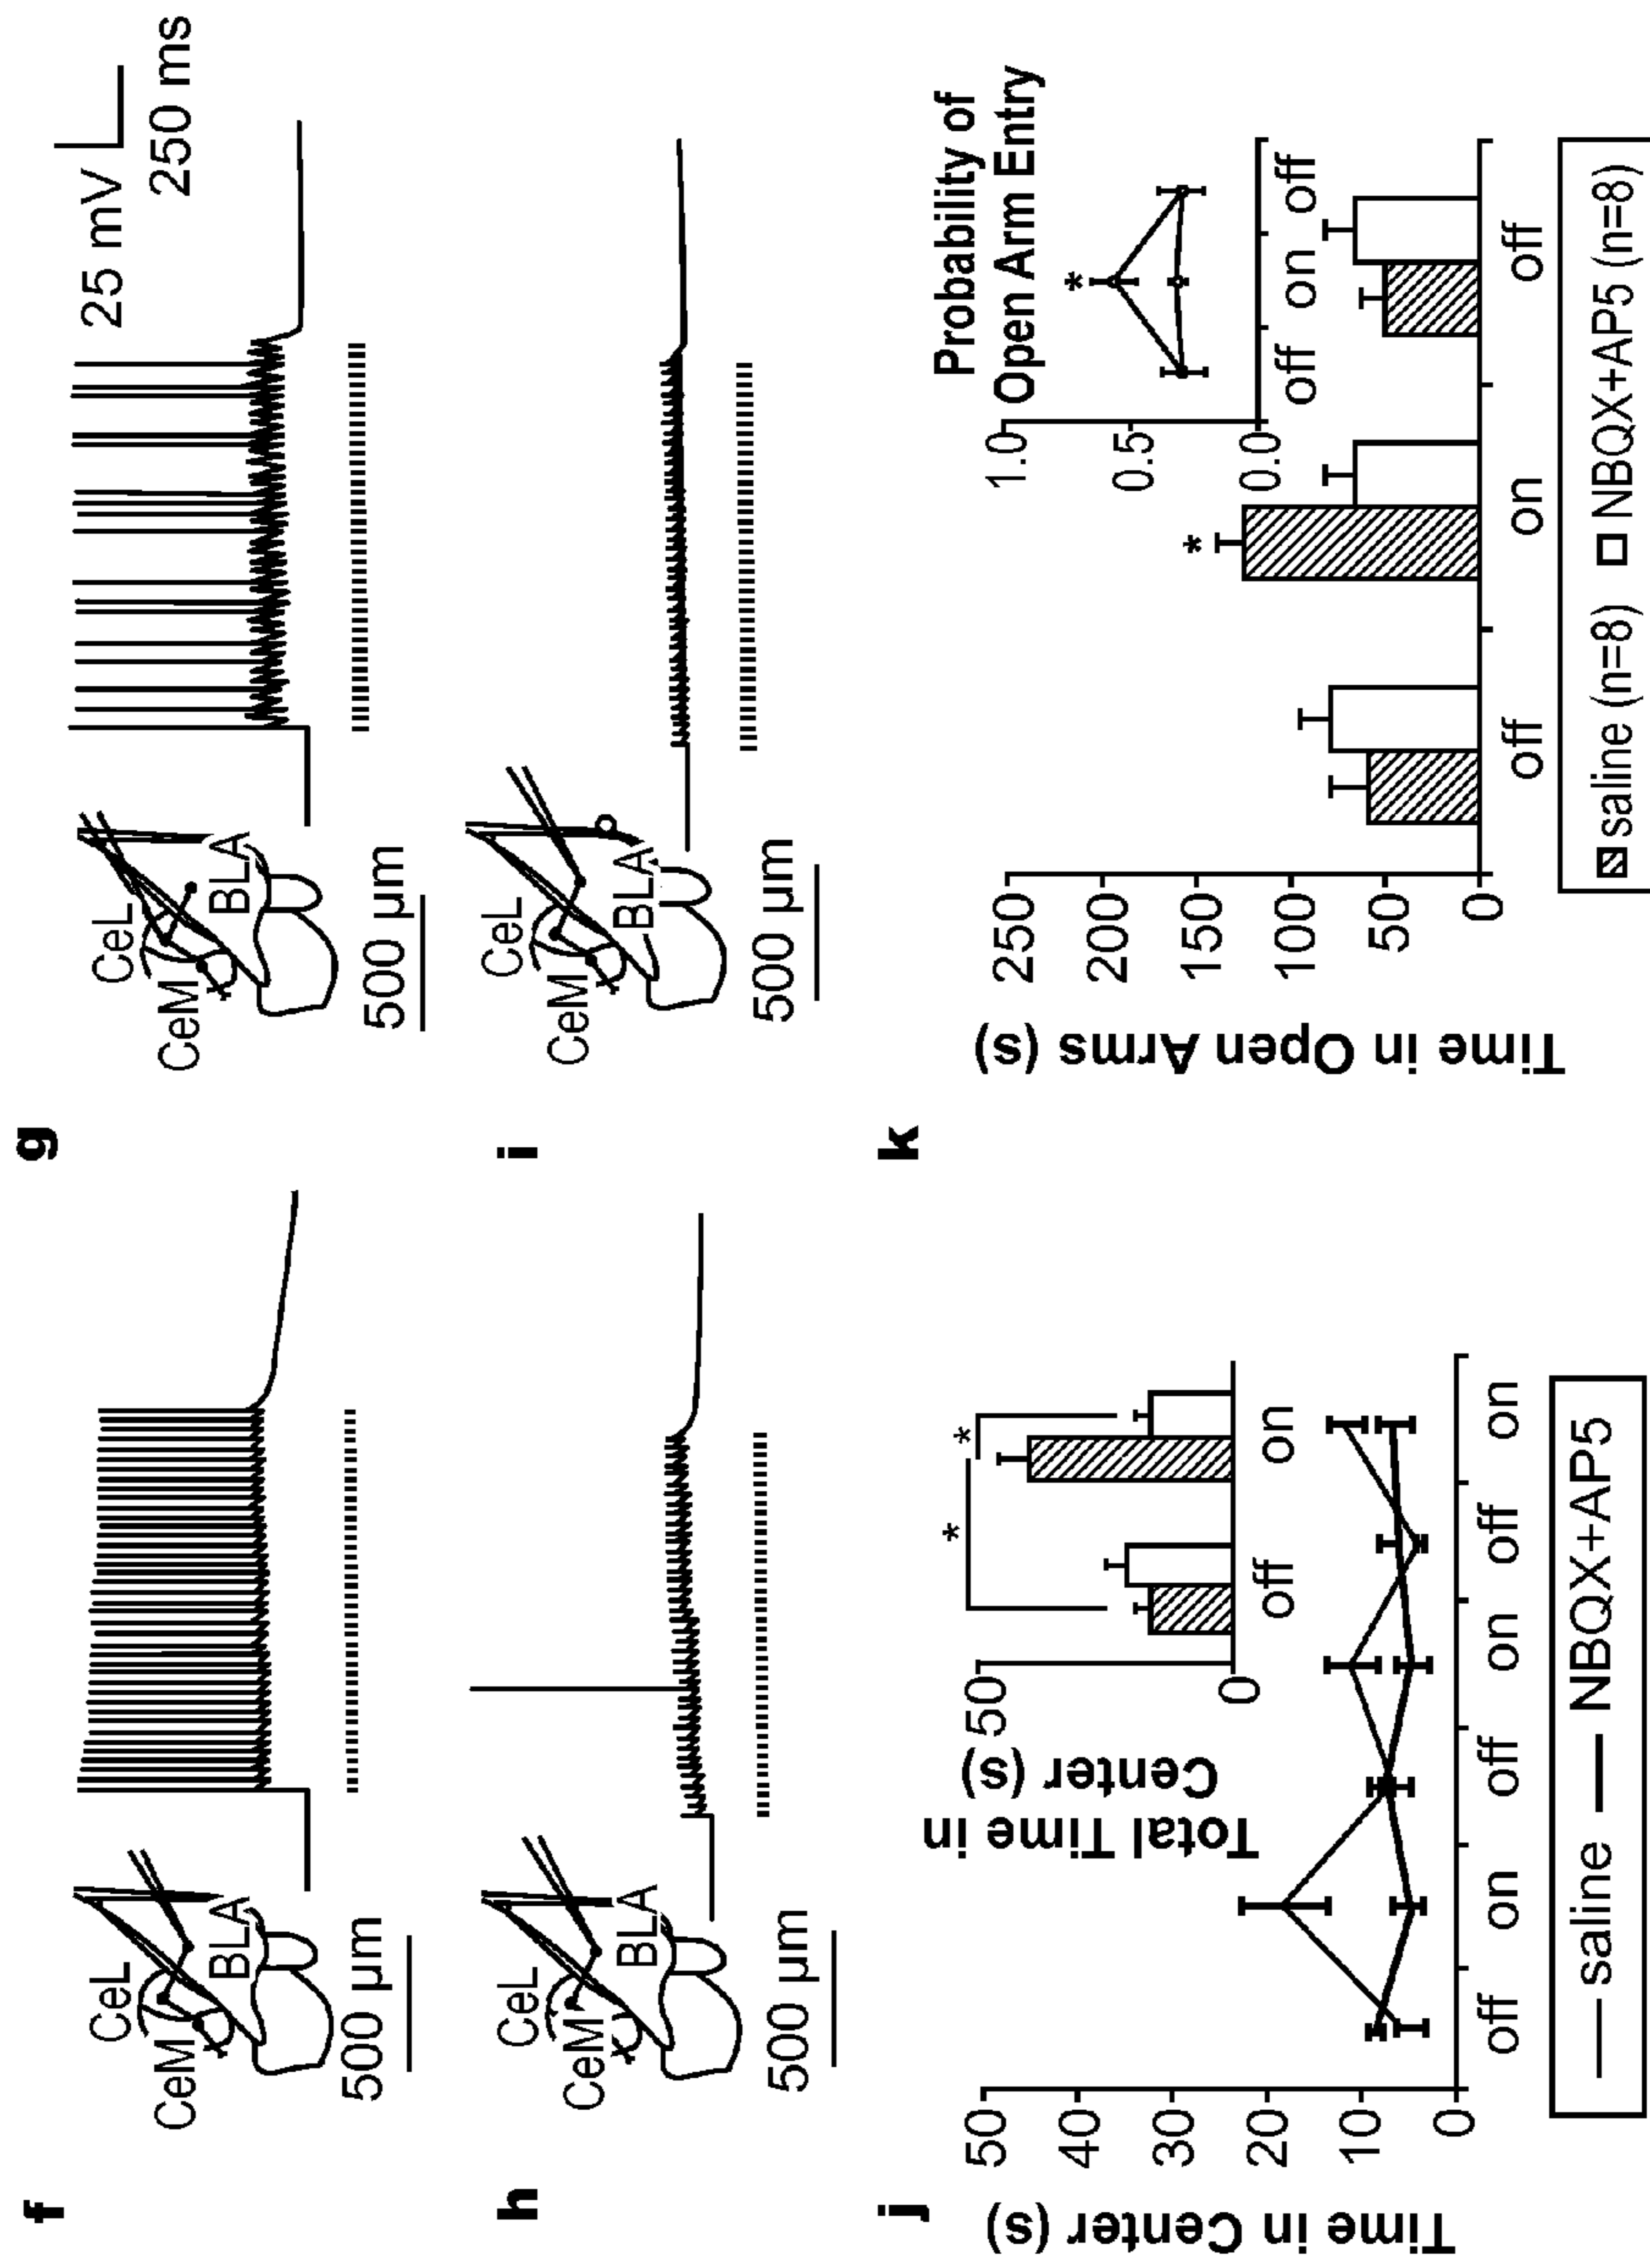 f
CeL
CeM
BLA
500 µm
g
CeL
CeM
BLA
500 µm
25 mV
250 ms
h
CeL
CeM
BLA
500 µm
i
CeL
CeM
BLA
500 µm
j
Time in Center (s)
50
40
30
20
10
0
off on off on off on
Total Time in
Center (s)
50
0
* *
off on
saline NBQX+AP5
k
Time in Open Arms (s)
250
200
150
100
50
0
*
off on off
Probability of
Open Arm Entry
1.0
0.5
0.0
*
off on off
saline (n=8) NBQX+AP5 (n=8)